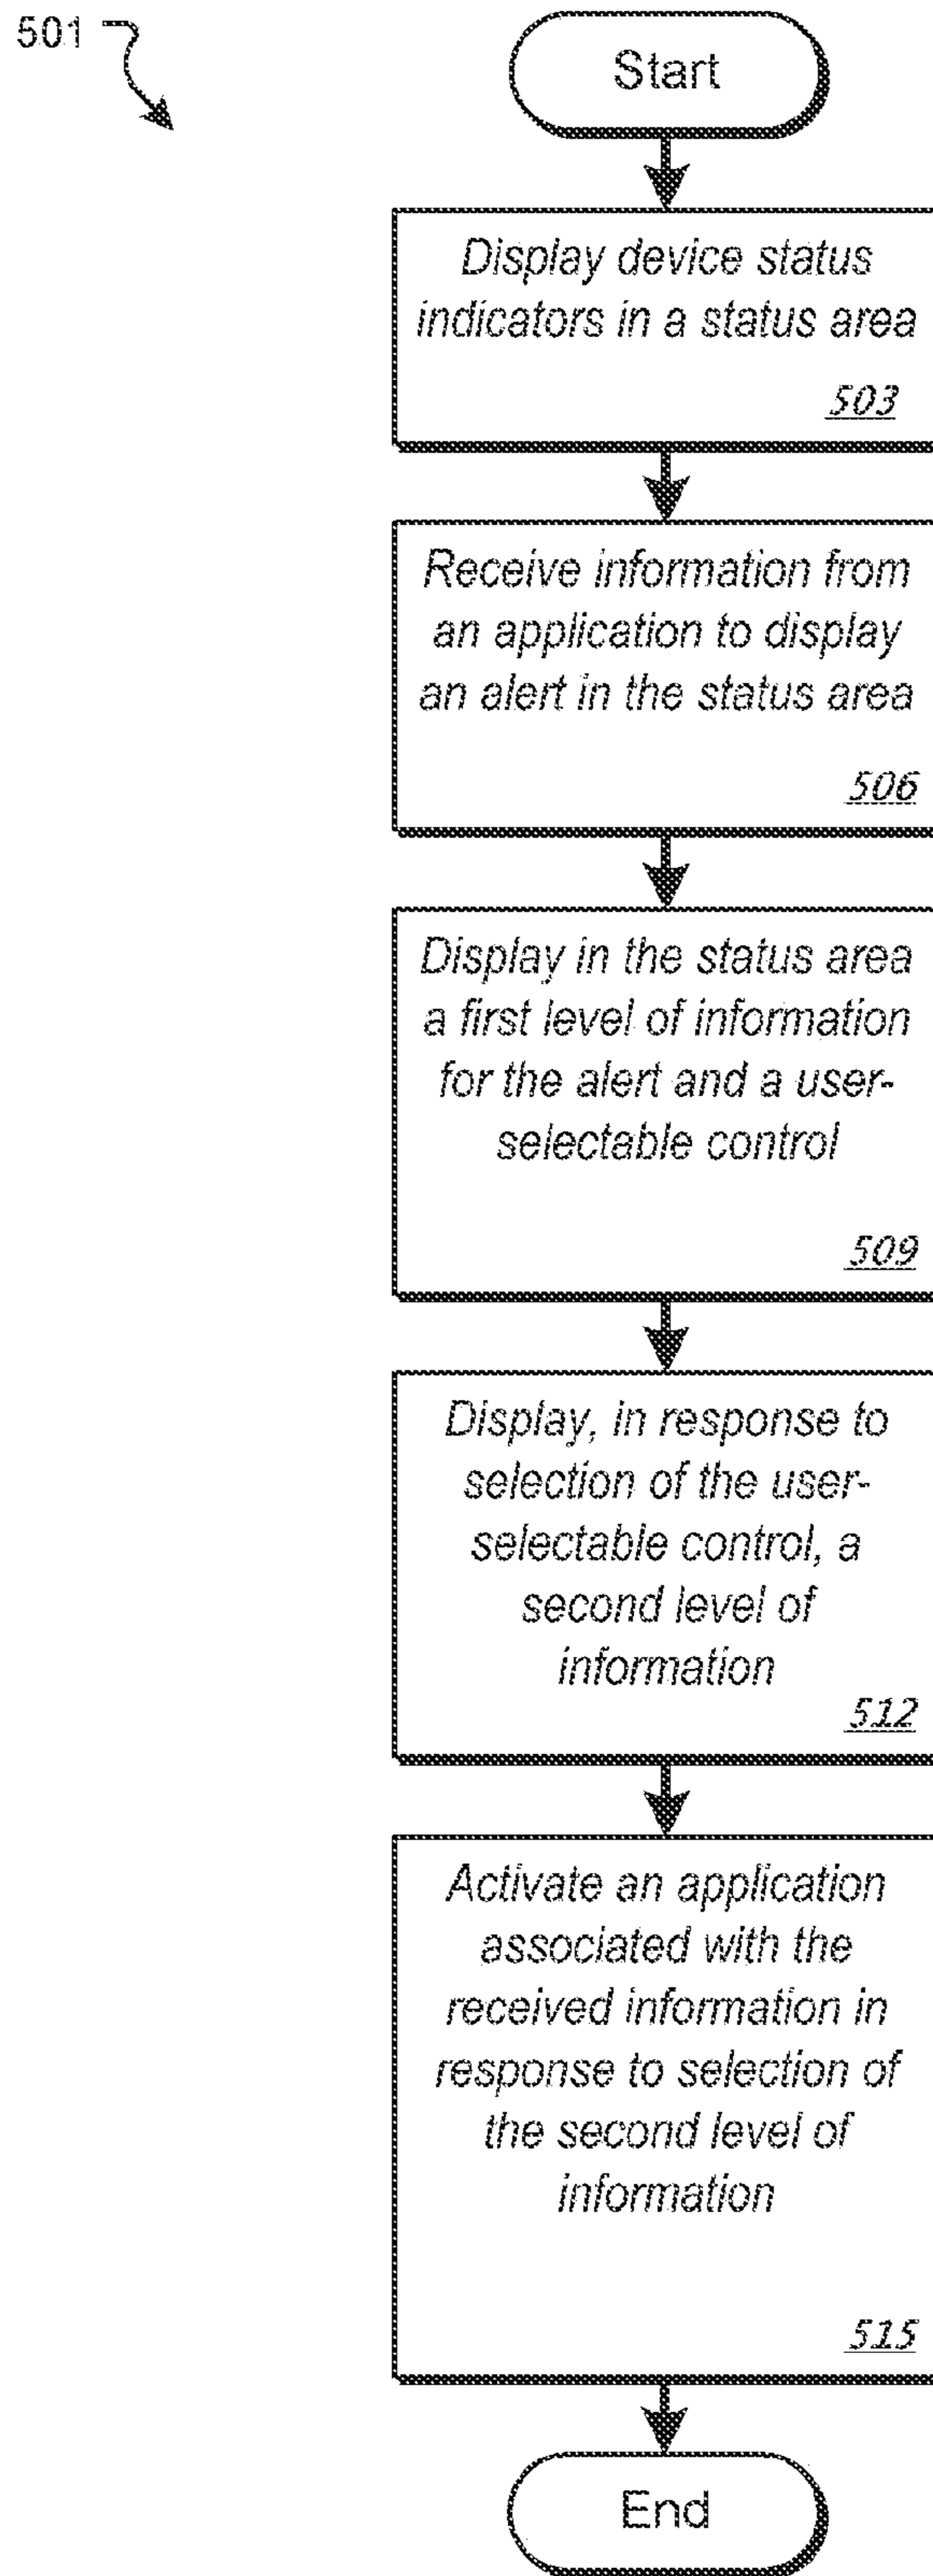 501
Start
Display device status
indicators in a status area
503
Receive information from
an application to display
an alert in the status area
506
Display in the status area
a first level of information
for the alert and a user-
selectable control
509
Display, in response to
selection of the user-
selectable control, a
second level of
information
512
Activate an application
associated with the
received information in
response to selection of
the second level of
information
515
End